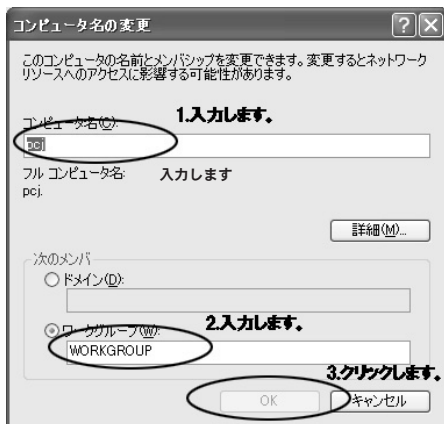 コンピュータ名の変更
このコンピュータの名前とメンバシップを変更できます。変更するとネットワーク
リソースへのアクセスに影響する可能性があります。
1.入力します。
コンピュータ名(C):
pcj
フル コンピュータ名: 入力します
pcj.
詳細(M)...
次のメンバ
ドメイン(D):
2.入力します。
ワークグループ(W):
WORKGROUP
3.クリックします。
OK キャンセル